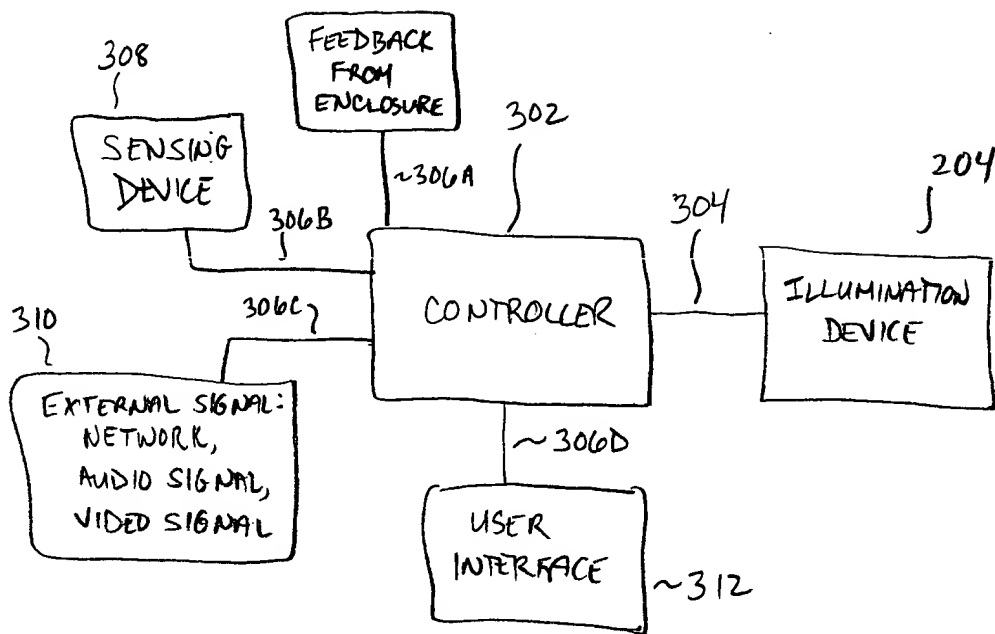 308
SENSING
DEVICE
FEEDBACK
FROM
ENCLOSURE
~306A
302
306B
304
204
310
306C
CONTROLLER
ILLUMINATION
DEVICE
EXTERNAL SIGNAL:
NETWORK,
AUDIO SIGNAL,
VIDEO SIGNAL
~306D
USER
INTERFACE
~312